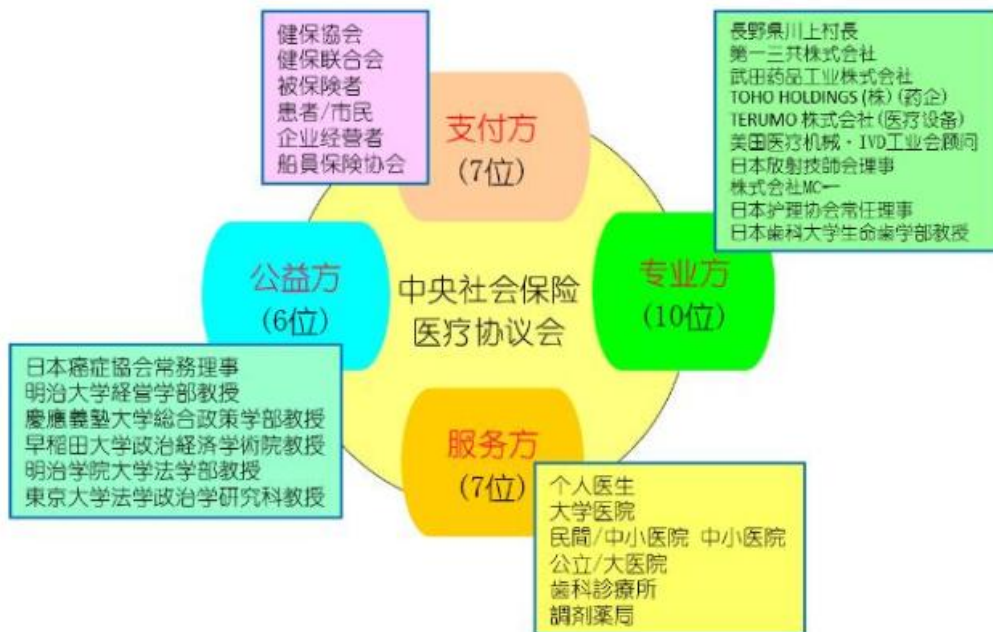 健保協会
健保联合会
被保険者
患者/市民
企业経営者
船員保険协会
支付方
(7位)
長野県川上村長
第一三共株式会社
武田药品工业株式会社
TOHO HOLDINGS (株) (药企)
TERUMO 株式会社(医疗设备)
美国医疗机械・IVD工业会顾问
日本放射技師会理事
株式会社MC一
日本护理协会常任理事
日本歯科大学生命歯学部教授
公益方
(6位)
中央社会保险
医疗协议会
专业方
(10位)
日本癌症協会常務理事
明治大学経営学部教授
慶應義塾大学総合政策学部教授
早稲田大学政治経済学術院教授
明治学院大学法学部教授
東京大学法学政治学研究科教授
服务方
(7位)
个人医生
大学医院
民間/中小医院 中小医院
公立/大医院
歯科診療所
調剤薬局